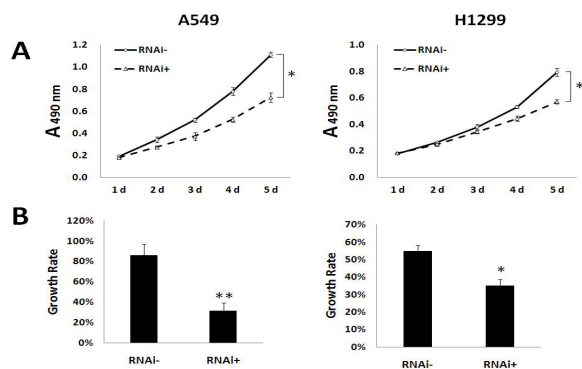 A549
H1299
A
A 490 nm
1.2
1.0
0.8
0.6
0.4
0.2
0.0
RNAi-
RNAi+
*
1 d 2 d 3 d 4 d 5 d
A 490 nm
1.0
0.8
0.6
0.4
0.2
0.0
RNAi-
RNAi+
*
1 d 2 d 3 d 4 d 5 d
B
Growth Rate
120%
100%
80%
60%
40%
20%
0%
**
RNAi- RNAi+
Growth Rate
70%
60%
50%
40%
30%
20%
10%
0%
*
RNAi- RNAi+